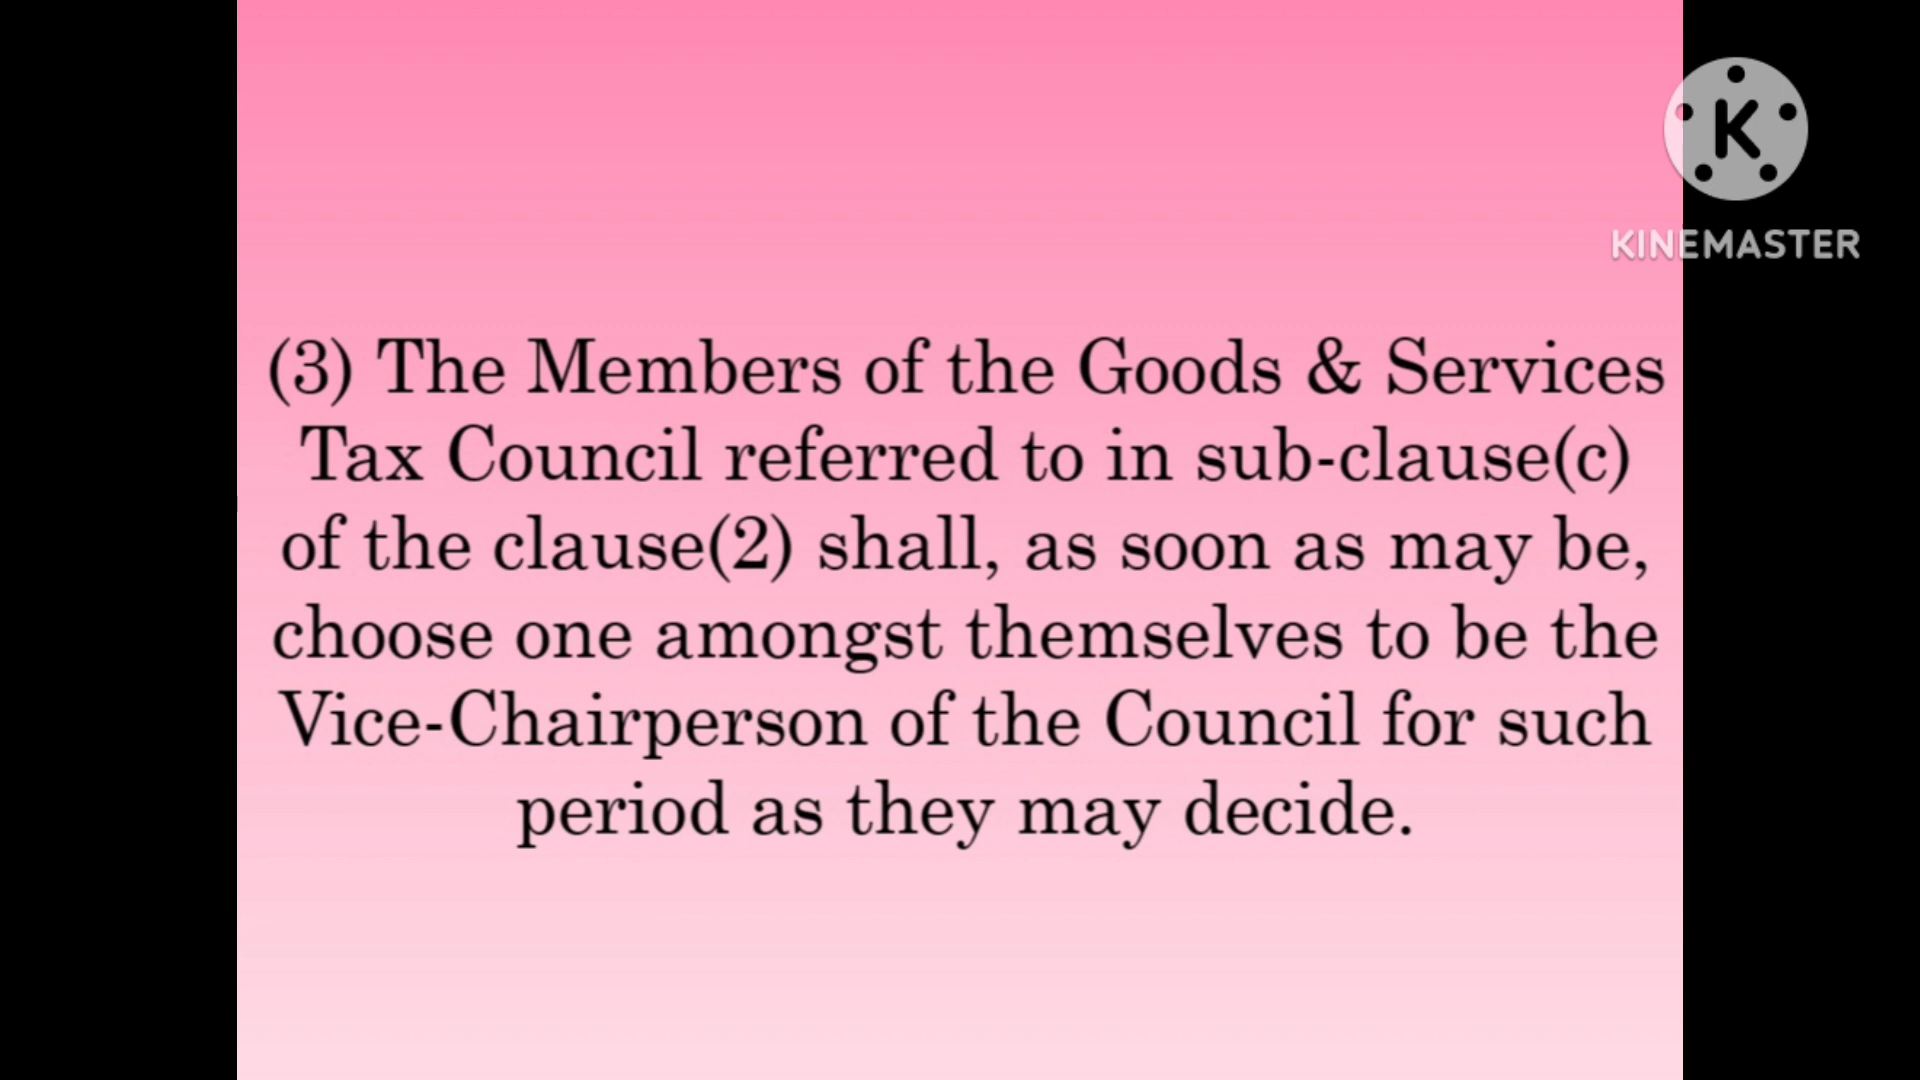 K
KINEMASTER
(3) The Members of the Goods & Services
Tax Council referred to in sub-clause(c)
of the clause(2) shall, as soon as may be,
choose one amongst themselves to be the
Vice-Chairperson of the Council for such
period as they may decide.